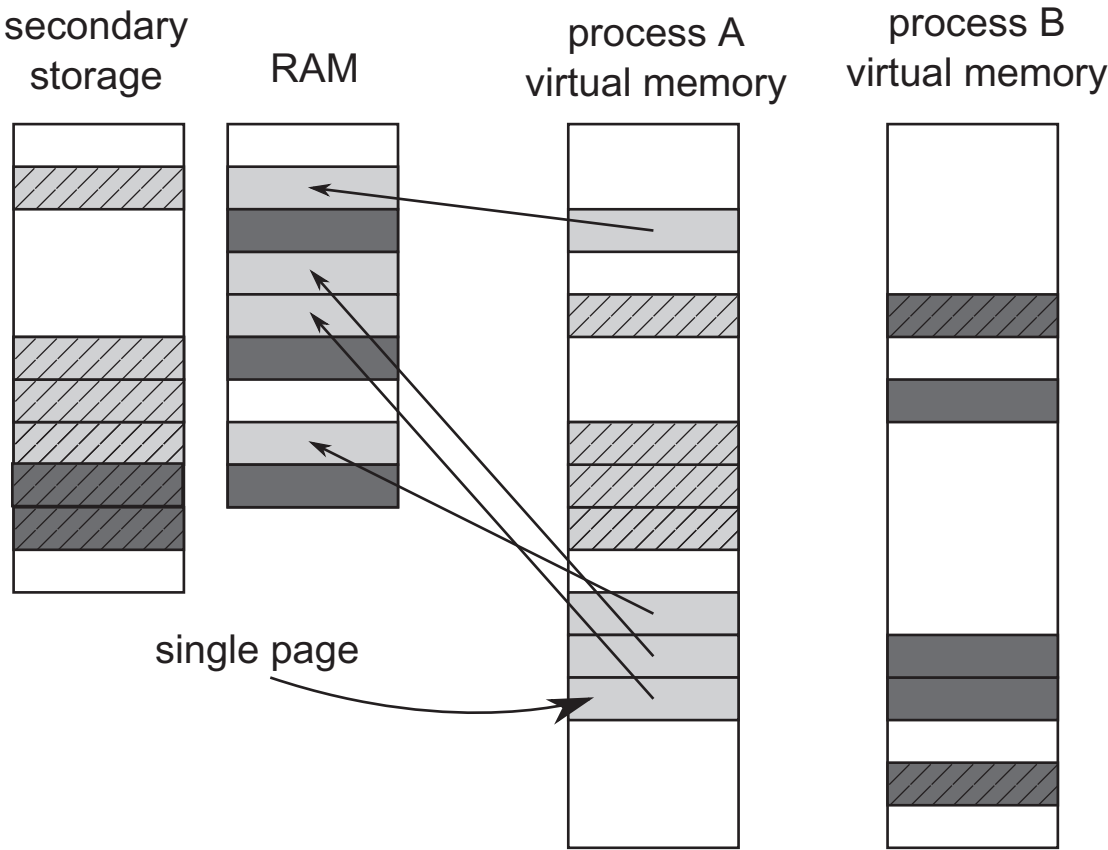 secondary
storage
RAM
process A
virtual memory
process B
virtual memory
single page